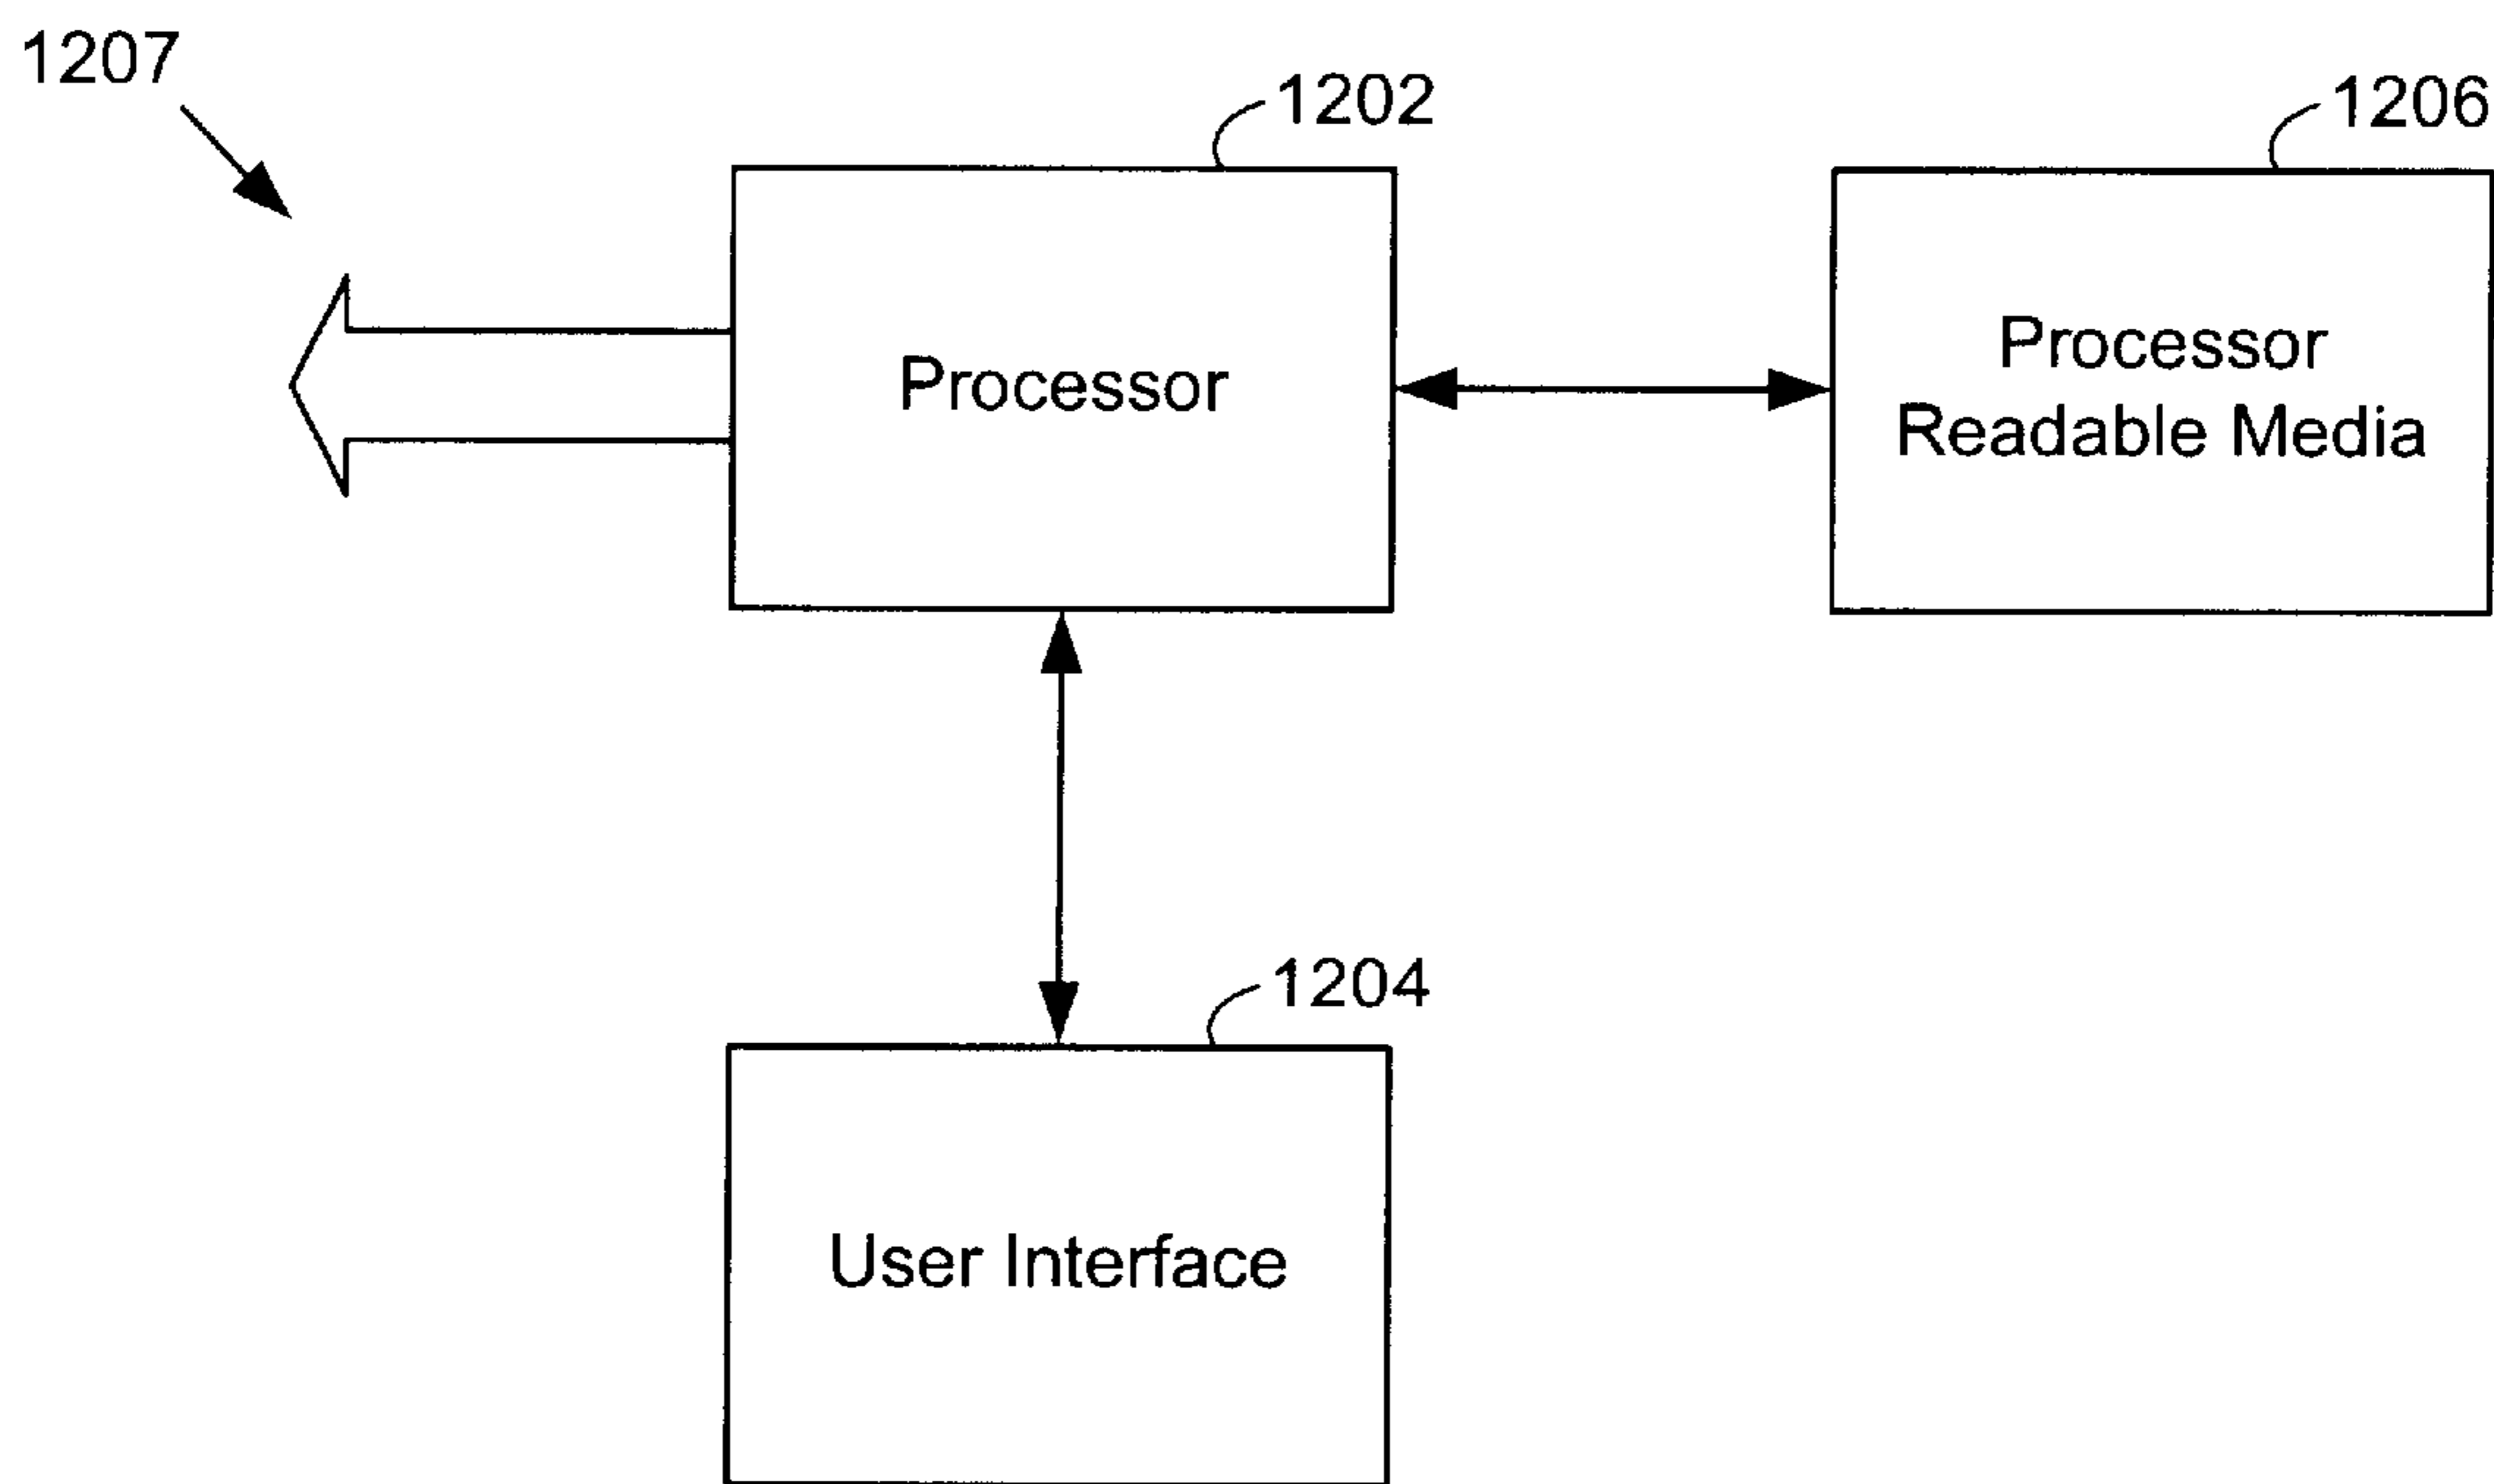 1207
1202
1206
Processor
Processor
Readable Media
1204
User Interface